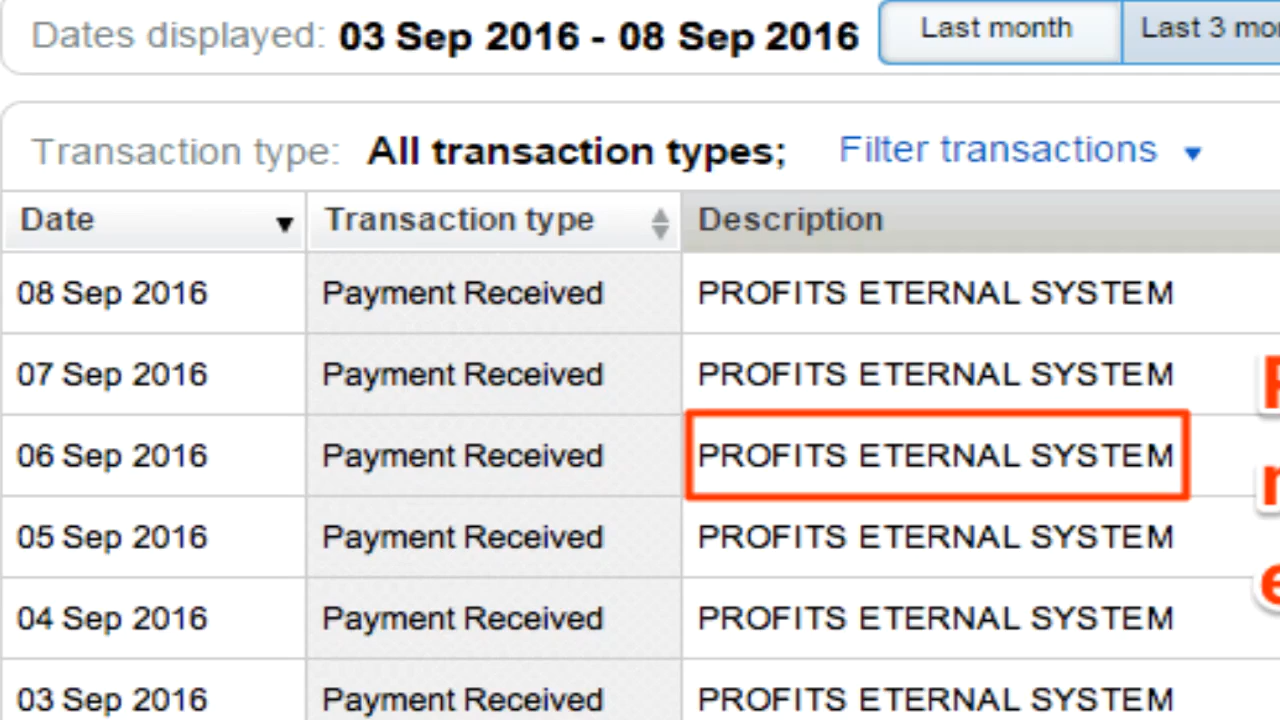 Dates displayed: 03 Sep 2016 - 08 Sep 2016 Last month Last 3
Transaction type: All transaction types; Filter transactions
Date Transaction type Description
08 Sep 2016 Payment Received PROFITS ETERNAL SYSTEM
07 Sep 2016 Payment Received PROFITS ETERNAL SYSTEM
06 Sep 2016 Payment Received PROFITS ETERNAL SYSTEM
05 Sep 2016 Payment Received PROFITS ETERNAL SYSTEM
04 Sep 2016 Payment Received PROFITS ETERNAL SYSTEM
03 Sep 2016 Payment Received PROFITS ETERNAL SYSTEM